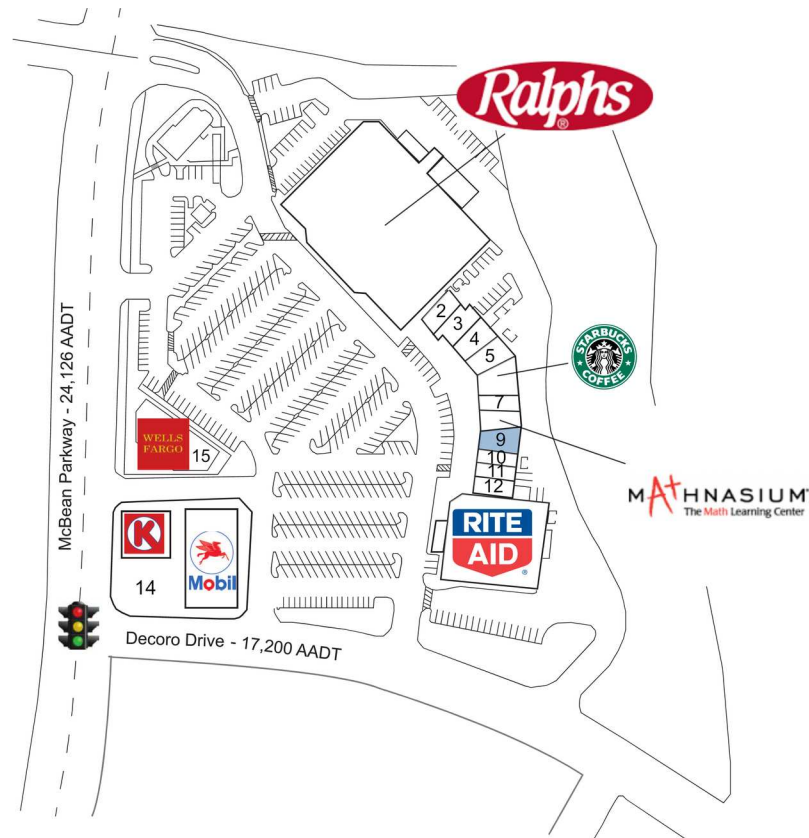 Ralphs
®
2
3
4
5
STARBUCKS
COFFEE
7
9
10
11
12
MATHNASIUM
The Math Learning Center
RITE
AID
®
WELLS
FARGO
15
K
14
Mobil
McBean Parkway - 24,126 AADT
Decoro Drive - 17,200 AADT